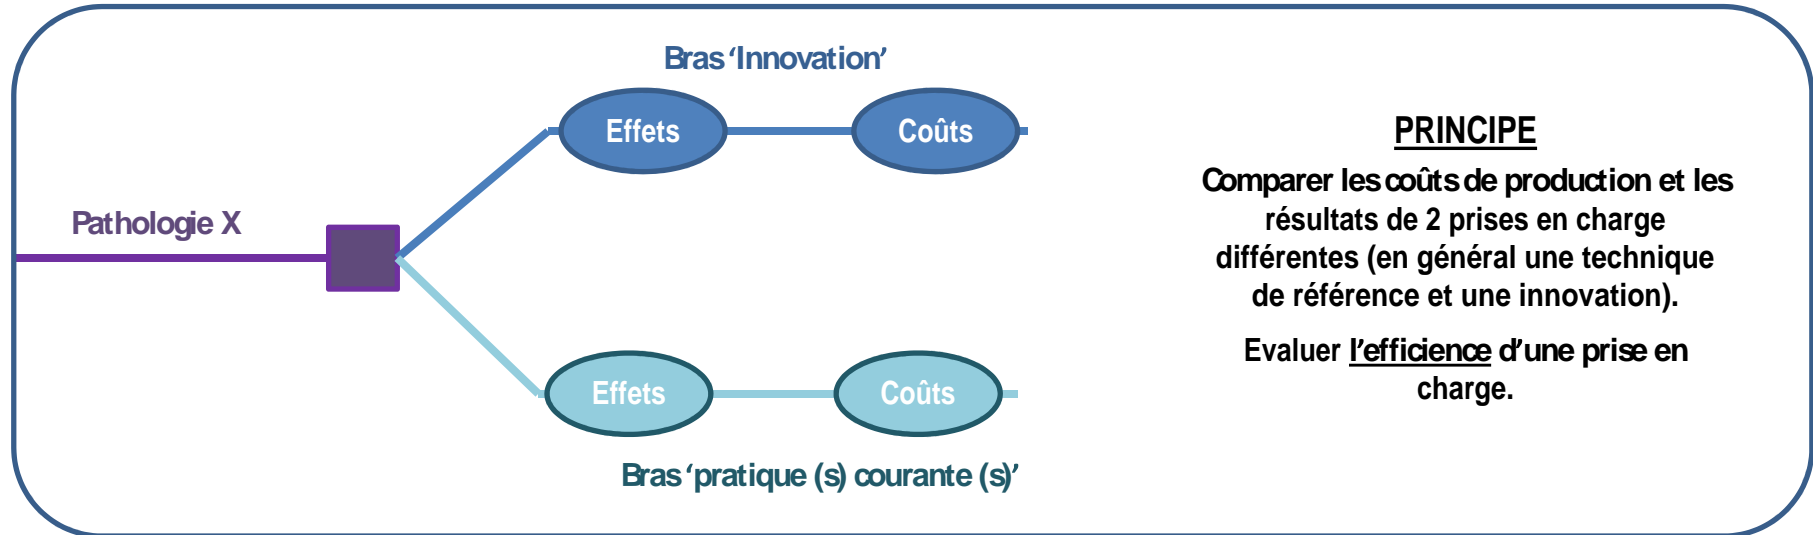 Bras ‘Innovation’
Effets
Coûts
Pathologie X
Effets
Coûts
Bras ‘pratique (s) courante (s)’
PRINCIPE
Comparer les coûts de production et les
résultats de 2 prises en charge
différentes (en général une technique
de référence et une innovation).
Evaluer l’efficience d’une prise en
charge.